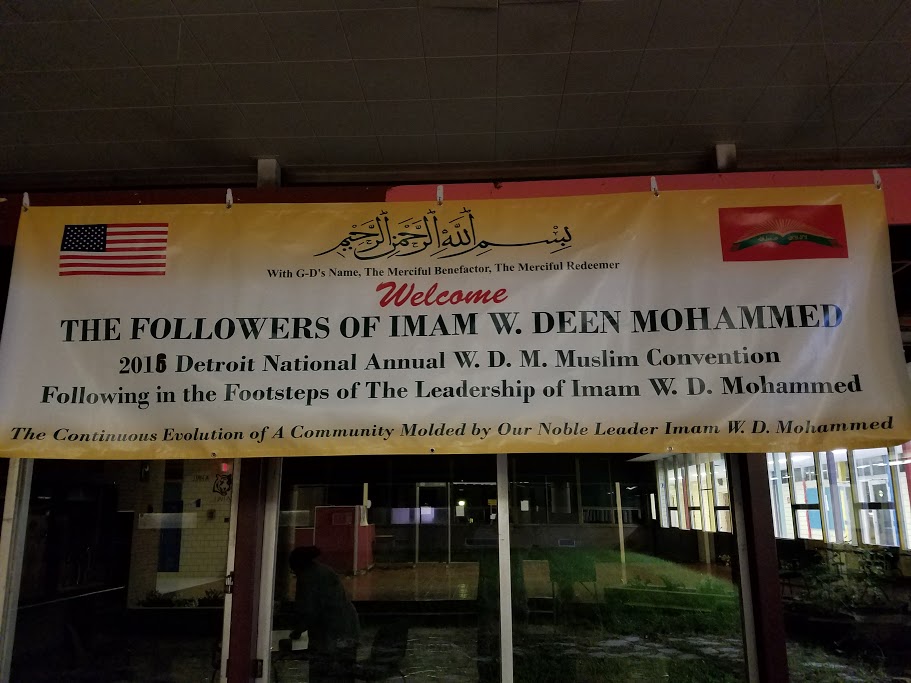 بسم الله الرحمن الرحيم
With G-D's Name, The Merciful Benefactor, The Merciful Redeemer
Welcome
THE FOLLOWERS OF IMAM W. DEEN MOHAMMED
2016 Detroit National Annual W. D. M. Muslim Convention
Following in the Footsteps of The Leadership of Imam W. D. Mohammed
The Continuous Evolution of A Community Molded by Our Noble Leader Imam W. D. Mohammed